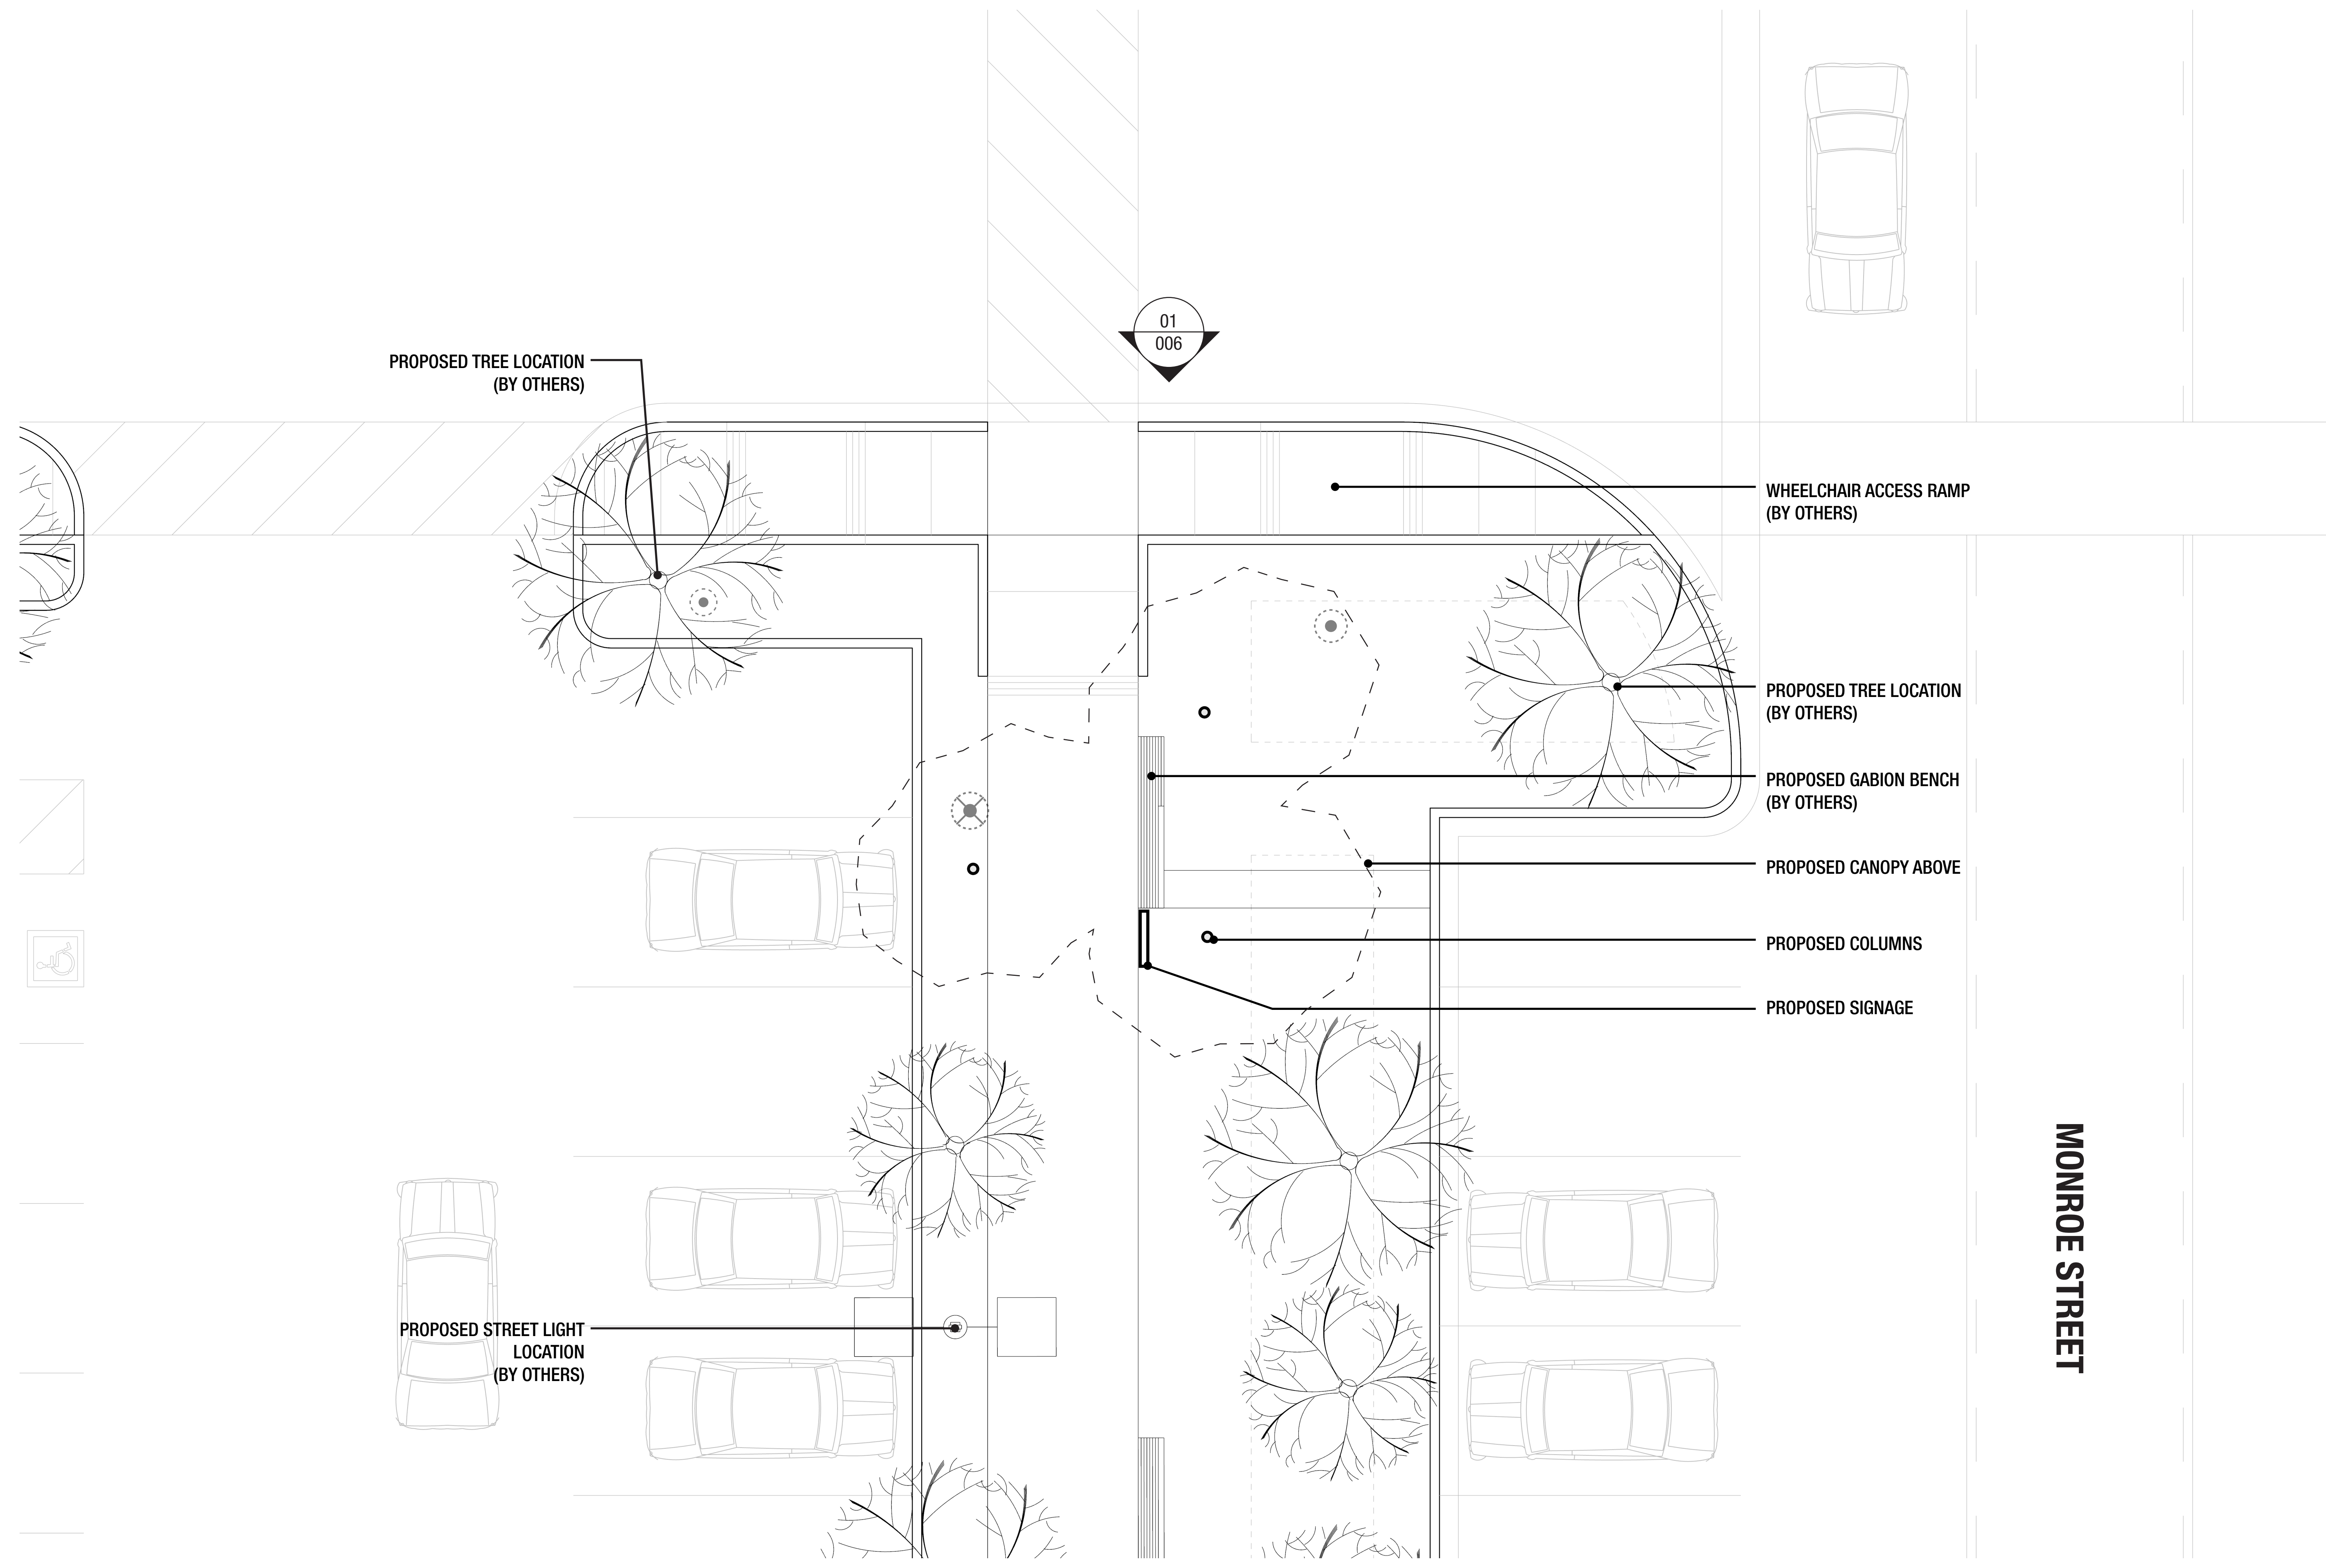 01
006
PROPOSED TREE LOCATION
(BY OTHERS)
WHEELCHAIR ACCESS RAMP
(BY OTHERS)
PROPOSED TREE LOCATION
(BY OTHERS)
PROPOSED GABION BENCH
(BY OTHERS)
PROPOSED CANOPY ABOVE
PROPOSED COLUMNS
PROPOSED SIGNAGE
PROPOSED STREET LIGHT
LOCATION
(BY OTHERS)
MONROE STREET